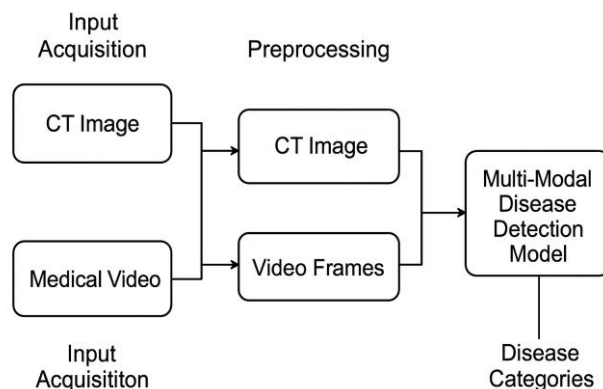 Input
Acquisition
Preprocessing
CT Image
CT Image
Multi-Modal
Disease
Detection
Model
Medical Video
Video Frames
Input
Acquisititon
Disease
Categories